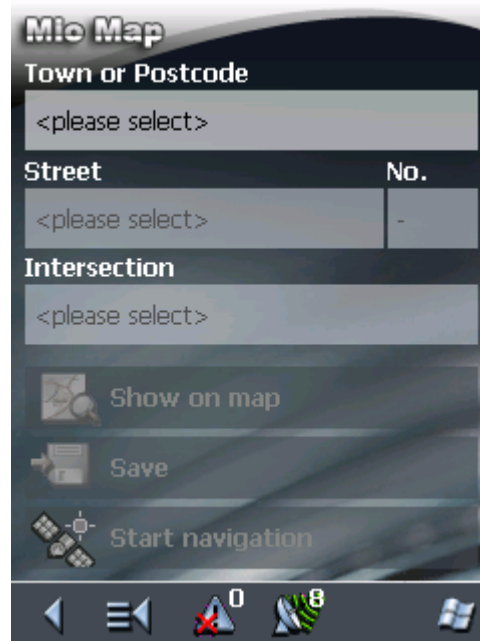 Mio Map
Town or Postcode
<please select>
Street No.
<please select> -
Intersection
<please select>
Show on map
Save
Start navigation
0 8